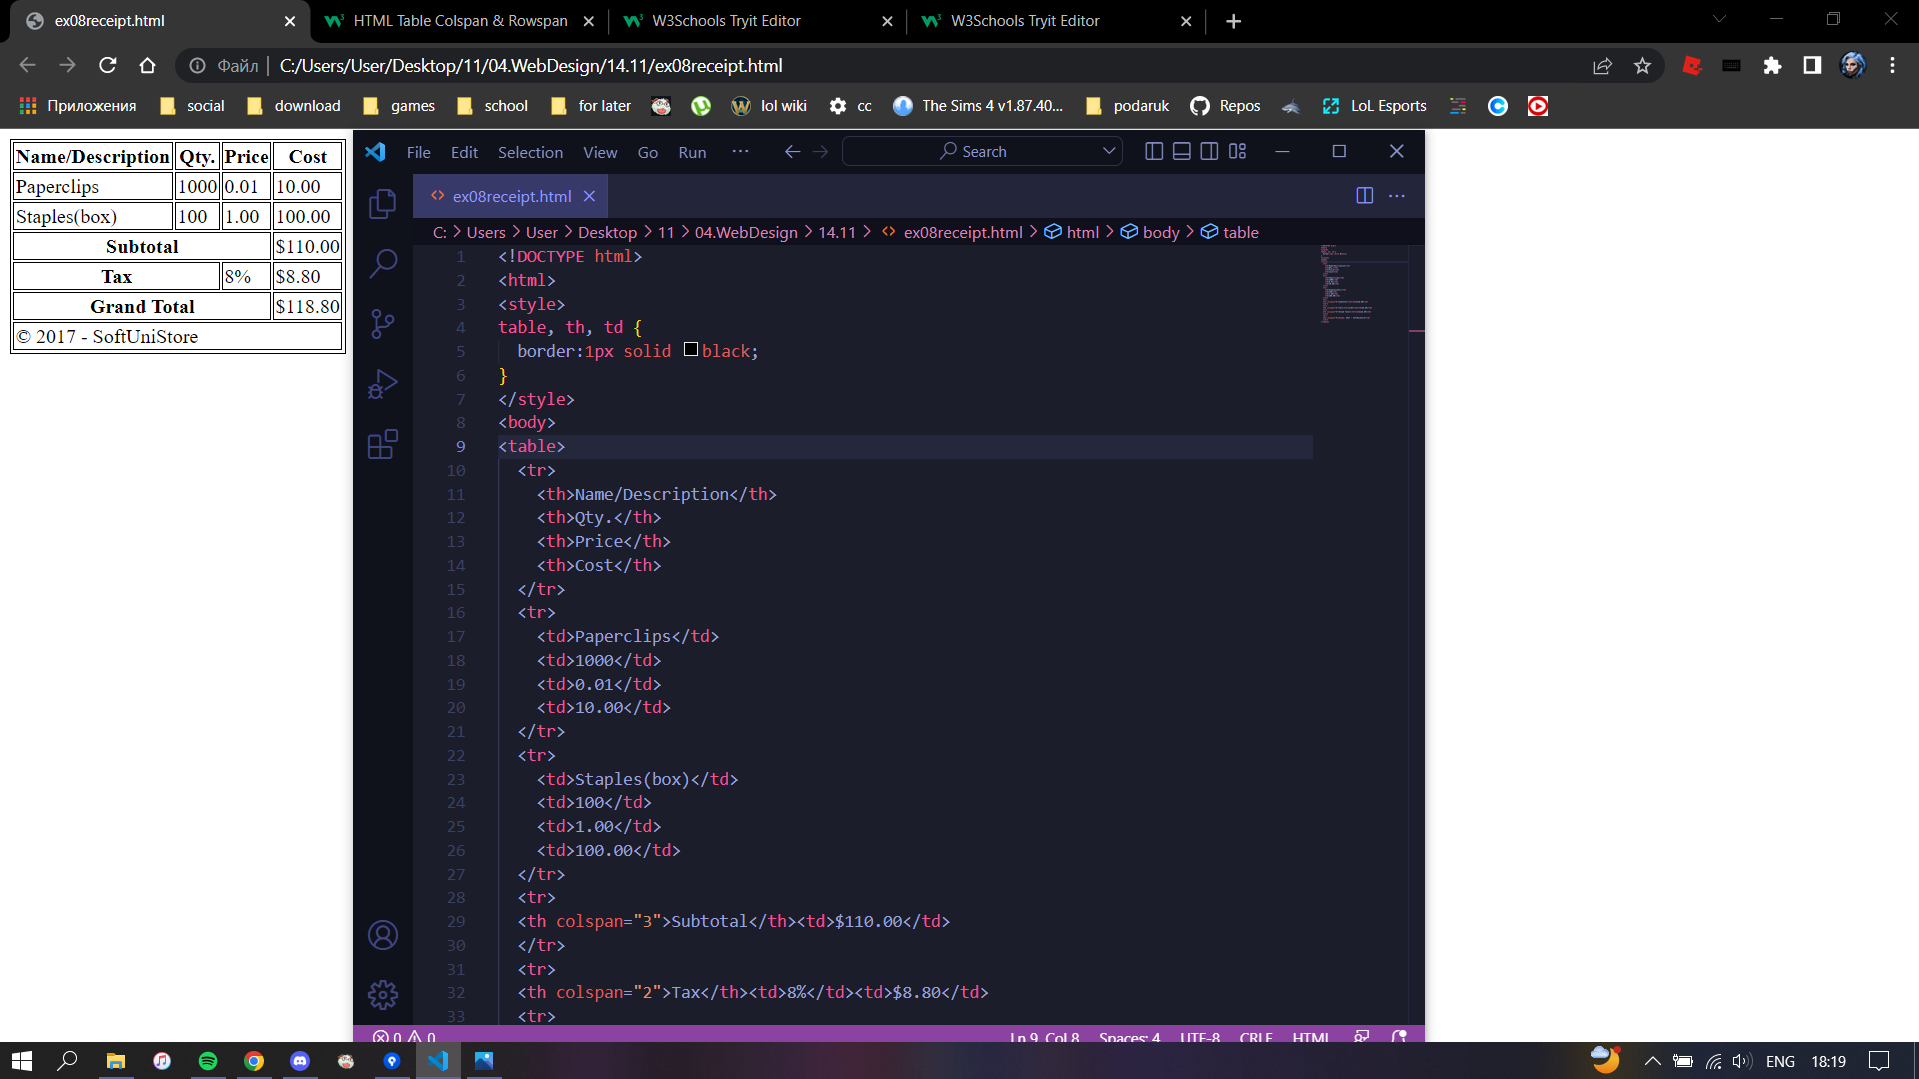 ex08receipt.html
HTML Table Colspan & Rowspan
W3Schools Tryit Editor
W3Schools Tryit Editor
Файл
C:/Users/User/Desktop/11/04.WebDesign/14.11/ex08receipt.html
Приложения
social
download
games
school
for later
lol wiki
cc
The Sims 4 v1.87.40...
podaruk
Repos
LoL Esports
Name/Description Qty. Price Cost
Paperclips 1000 0.01 10.00
Staples(box) 100 1.00 100.00
Subtotal $110.00
Tax 8% $8.80
Grand Total $118.80
© 2017 - SoftUniStore
File Edit Selection View Go Run ··· Search
ex08receipt.html
C: > Users > User > Desktop > 11 > 04.WebDesign > 14.11 > ex08receipt.html > html > body > table
1 <!DOCTYPE html>
2 <html>
3 <style>
4 table, th, td {
5 border:1px solid black;
6 }
7 </style>
8 <body>
9 <table>
10 <tr>
11 <th>Name/Description</th>
12 <th>Qty.</th>
13 <th>Price</th>
14 <th>Cost</th>
15 </tr>
16 <tr>
17 <td>Paperclips</td>
18 <td>1000</td>
19 <td>0.01</td>
20 <td>10.00</td>
21 </tr>
22 <tr>
23 <td>Staples(box)</td>
24 <td>100</td>
25 <td>1.00</td>
26 <td>100.00</td>
27 </tr>
28 <tr>
29 <th colspan="3">Subtotal</th><td>$110.00</td>
30 </tr>
31 <tr>
32 <th colspan="2">Tax</th><td>8%</td><td>$8.80</td>
33 <tr>
0 0 Ln 9, Col 8 Spaces: 4 UTF-8 CRLF HTML
ENG 18:19